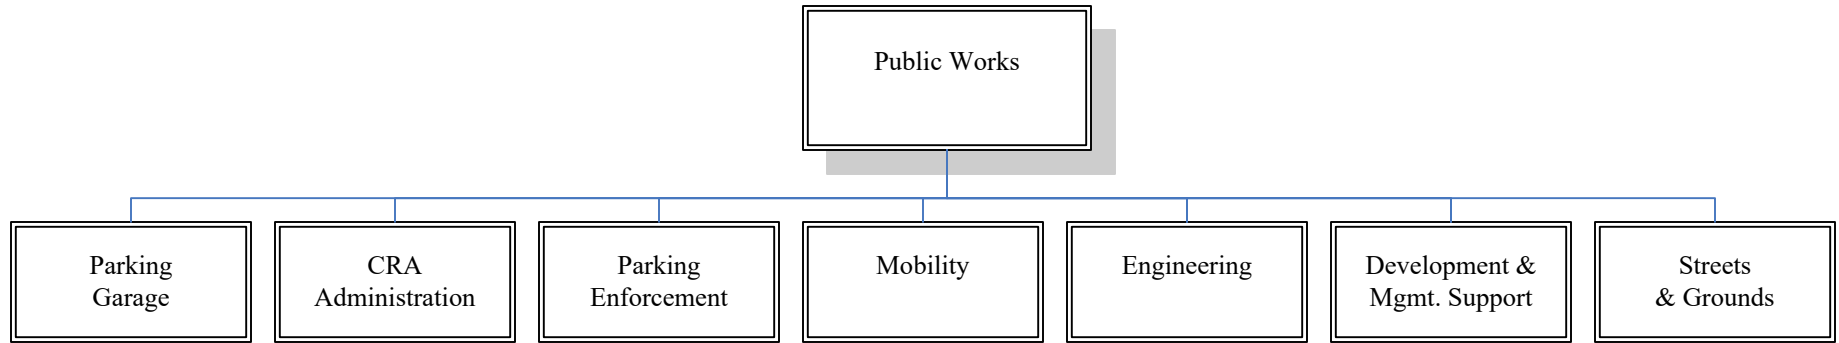 Public Works
Parking
Garage
CRA
Administration
Parking
Enforcement
Mobility
Engineering
Development &
Mgmt. Support
Streets
& Grounds